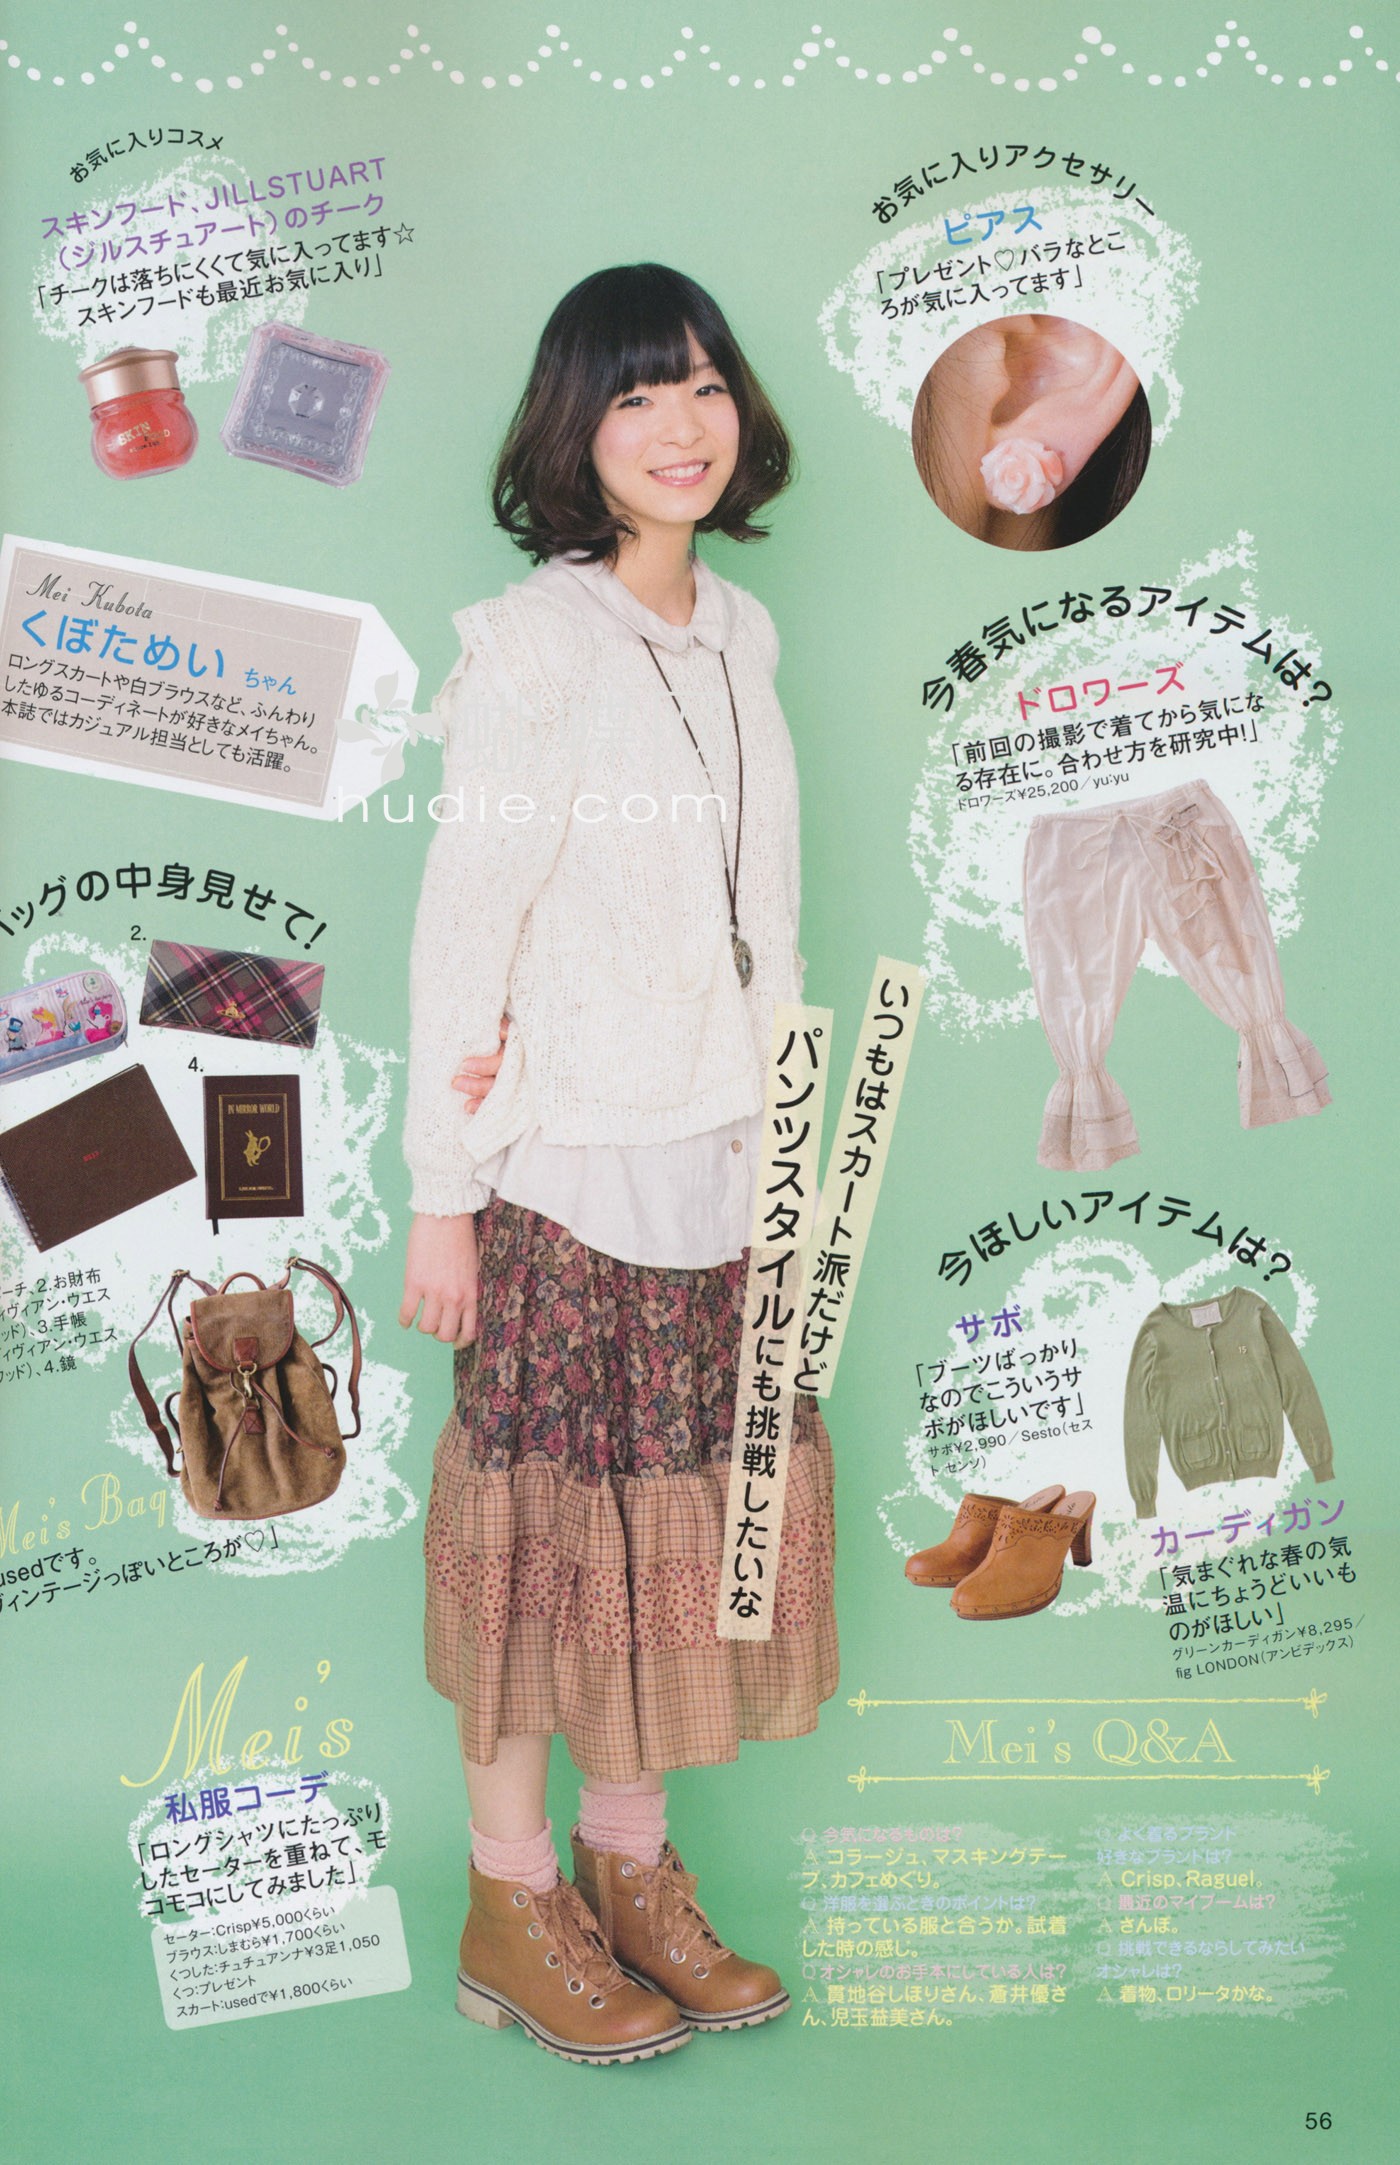 お気に入りコスメ
スキンフード、JILLSTUART
(ジルスチュアート)のチーク
「チークは落ちにくくて気に入ってます☆
スキンフードも最近お気に入り」
SKIN
Mei Kubota
くぼためい ちゃん
ロングスカートや白ブラウスなど、ふんわり
したゆるコーディネートが好きなメイちゃん。
本誌ではカジュアル担当としても活躍。
hudie.com
ッグの中身見せて!
2.
4.
IN MIRROR WORLD
ーチ、2.お財布
ィヴィアン・ウエス
ッド)、3.手帳
ィヴィアン・ウエス
ウッド)、4.鏡
Mei's Bag
usedです。
ヴィンテージっぽいところが♡」
Mei's
私服コーデ
「ロングシャツにたっぷり
したセーターを重ねて、モ
コモコにしてみました」
セーター:Crisp¥5,000くらい
ブラウス:しまむら¥1,700くらい
くつした:チュチュアンナ¥3足1,050
くつ:プレゼント
スカート:usedで¥1,800くらい
いつもはスカート派だけど
パンツスタイルにも挑戦したいな
お気に入りアクセサリー
ピアス
「プレゼント♡バラなとこ
ろが気に入ってます」
今春気になるアイテムは?
ドロワーズ
「前回の撮影で着てから気にな
る存在に。合わせ方を研究中!」
ドロワーズ¥25,200/yu:yu
今ほしいアイテムは?
サボ
「ブーツばっかり
なのでこういうサ
ボがほしいです」
サボ¥2,990/Sesto(セス
ト センソ)
15
カーディガン
「気まぐれな春の気
温にちょうどいいも
のがほしい」
グリーンカーディガン¥8,295/
fig LONDON(アンビデックス)
Mei's Q&A
Q 今気になるものは?
A コラージュ、マスキングテー
プ、カフェめぐり。
Q 洋服を選ぶときのポイントは?
A 持っている服と合うか。試着
した時の感じ。
Q オシャレのお手本にしている人は?
A 貫地谷しほりさん、蒼井優さ
ん、児玉益美さん。
Q よく着るブランド
好きなブランドは?
A Crisp、Raguel。
Q 最近のマイブームは?
A さんぽ。
Q 挑戦できるならしてみたい
オシャレは?
A 着物、ロリータかな。
56